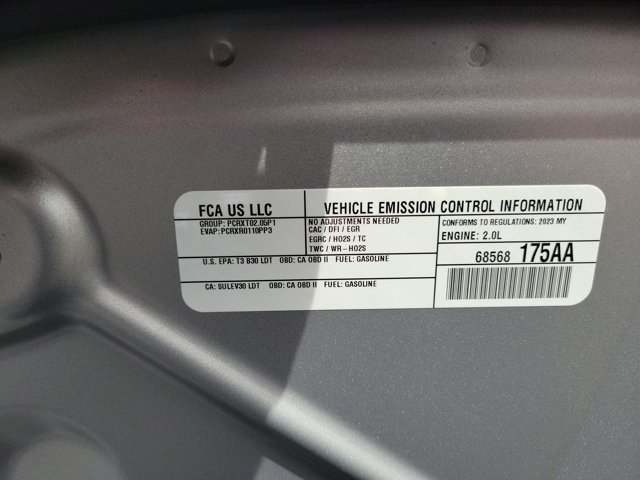 FCA US LLC
VEHICLE EMISSION CONTROL INFORMATION
GROUP: PCRXT02.05P1
EVAP: PCRXR0110PP3
NO ADJUSTMENTS NEEDED
CAC / DFI / EGR
EGRC / HO2S / TC
TWC / WR-HO2S
CONFORMS TO REGULATIONS: 2023 MY
ENGINE: 2.0L
68568 175AA
U.S. EPA: T3 B30 LDT OBD: CA OBD II FUEL: GASOLINE
CA: SULEV30 LDT OBD: CA OBD II FUEL: GASOLINE